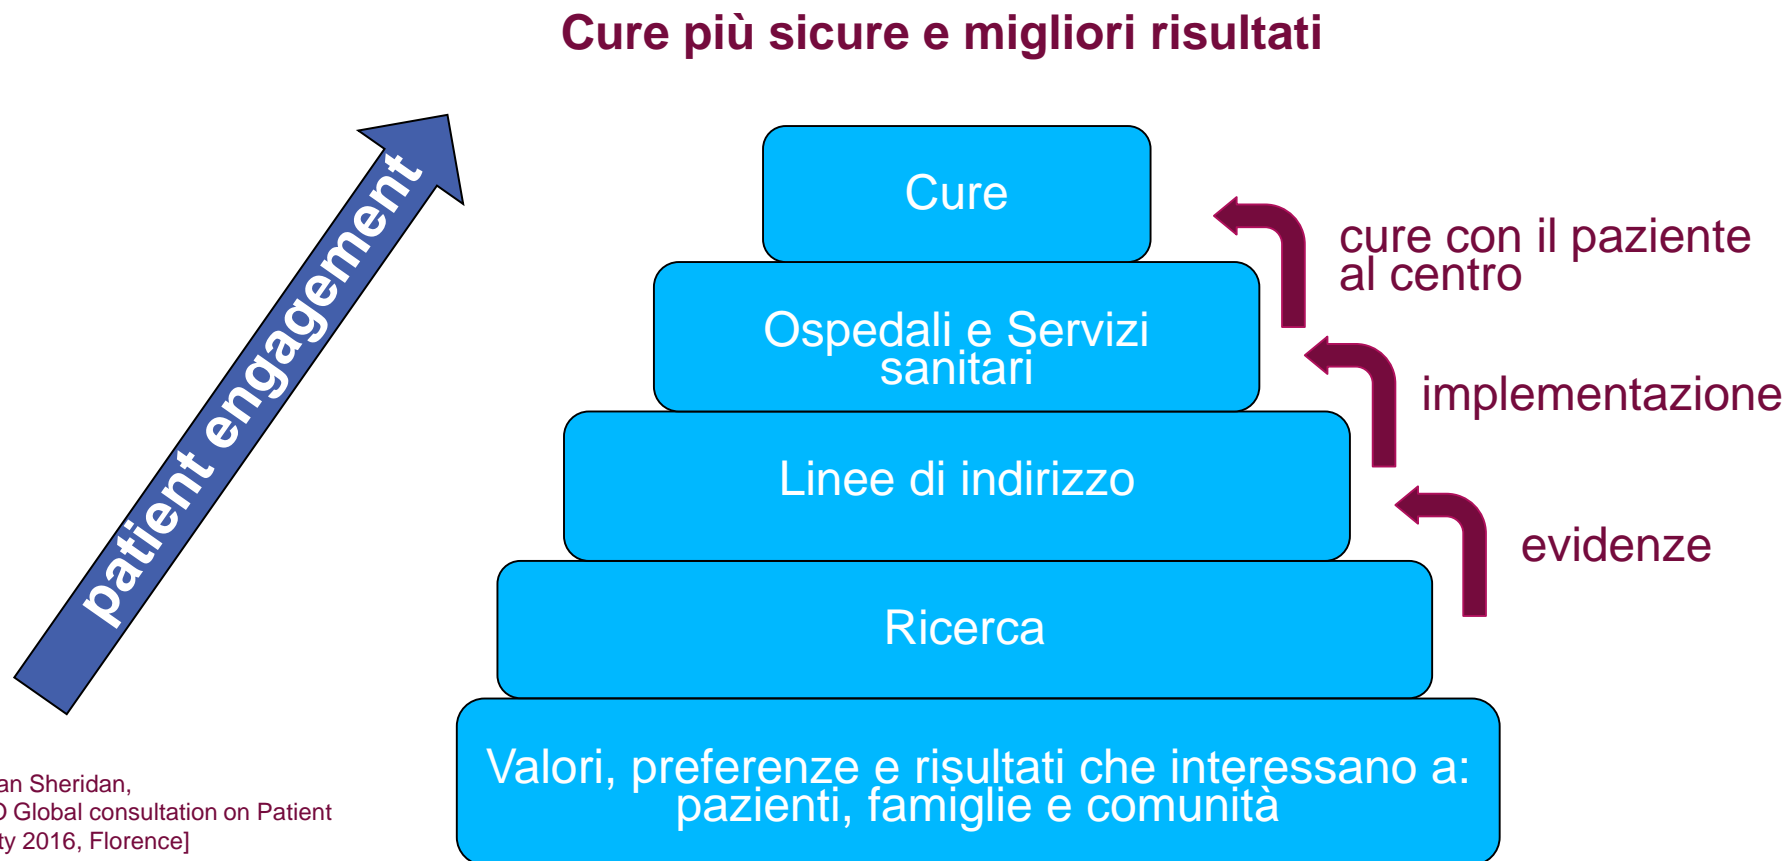 Cure più sicure e migliori risultati
patient engagement
Cure
cure con il paziente
al centro
Ospedali e Servizi
sanitari
implementazione
Linee di indirizzo
evidenze
Ricerca
Valori, preferenze e risultati che interessano a:
pazienti, famiglie e comunità
Sheridan,
Global consultation on Patient
2016, Florence]